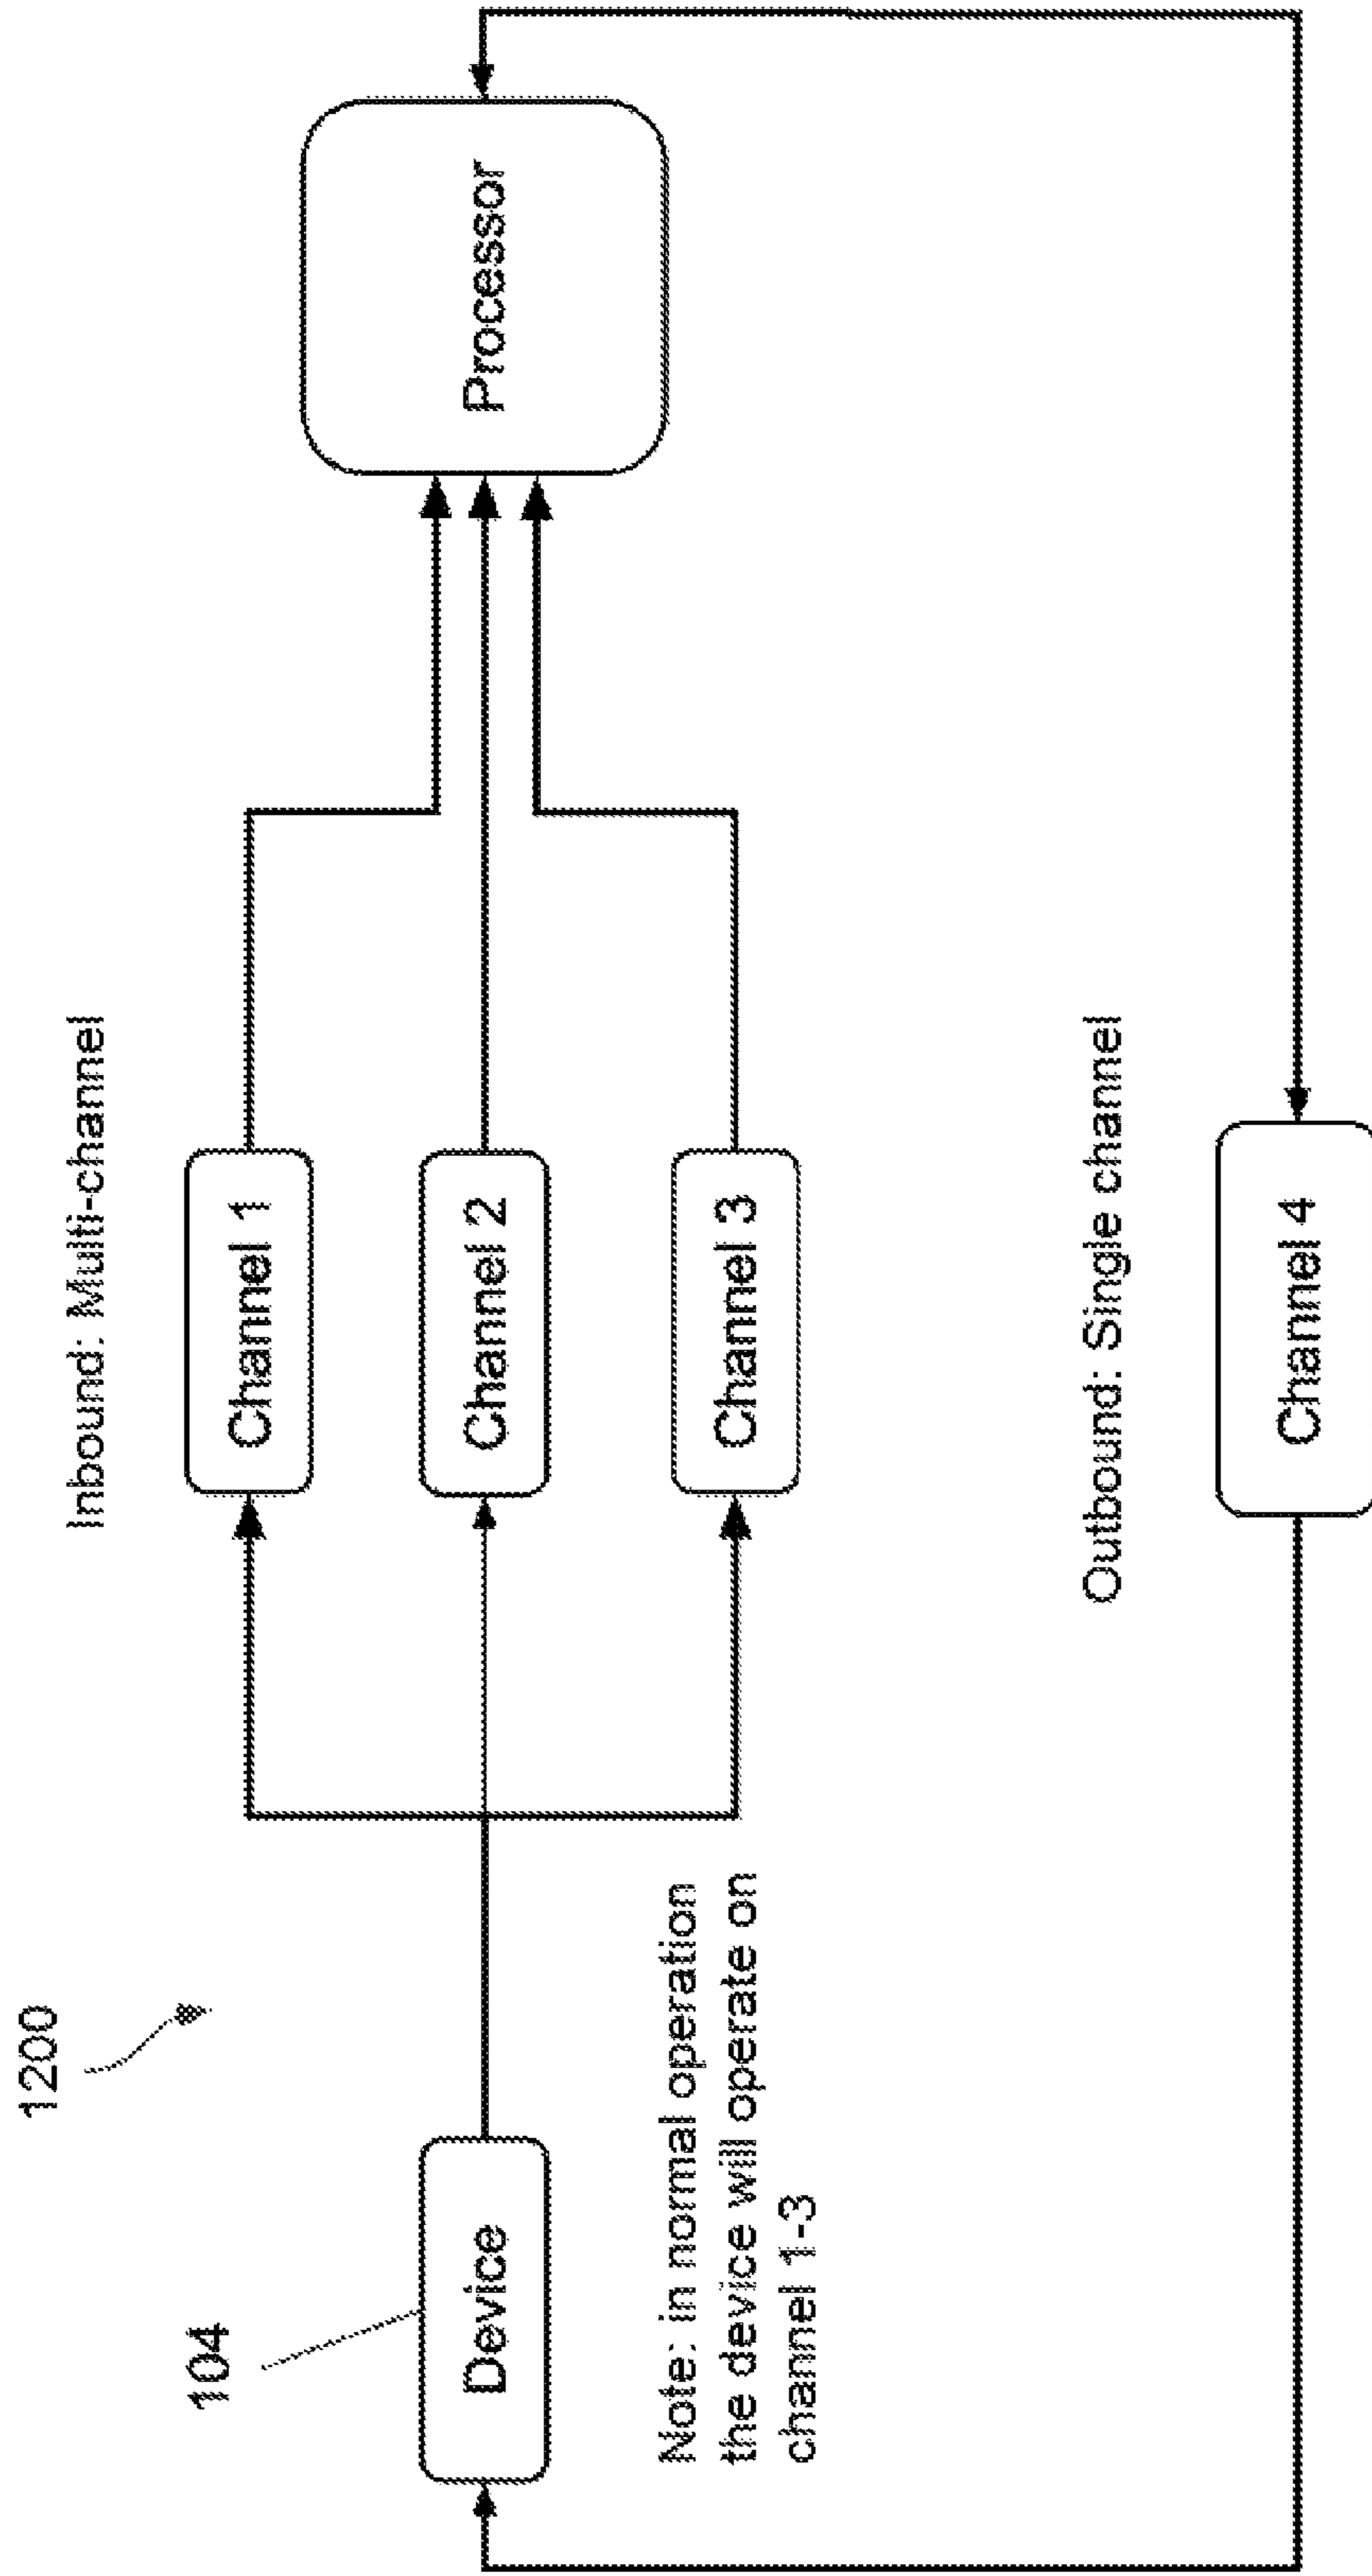 1200
104
Device
Note: in normal operation
the device will operate on
channel 1-3
Inbound: Multi-channel
Channel 1
Channel 2
Channel 3
Processor
Outbound: Single channel
Channel 4